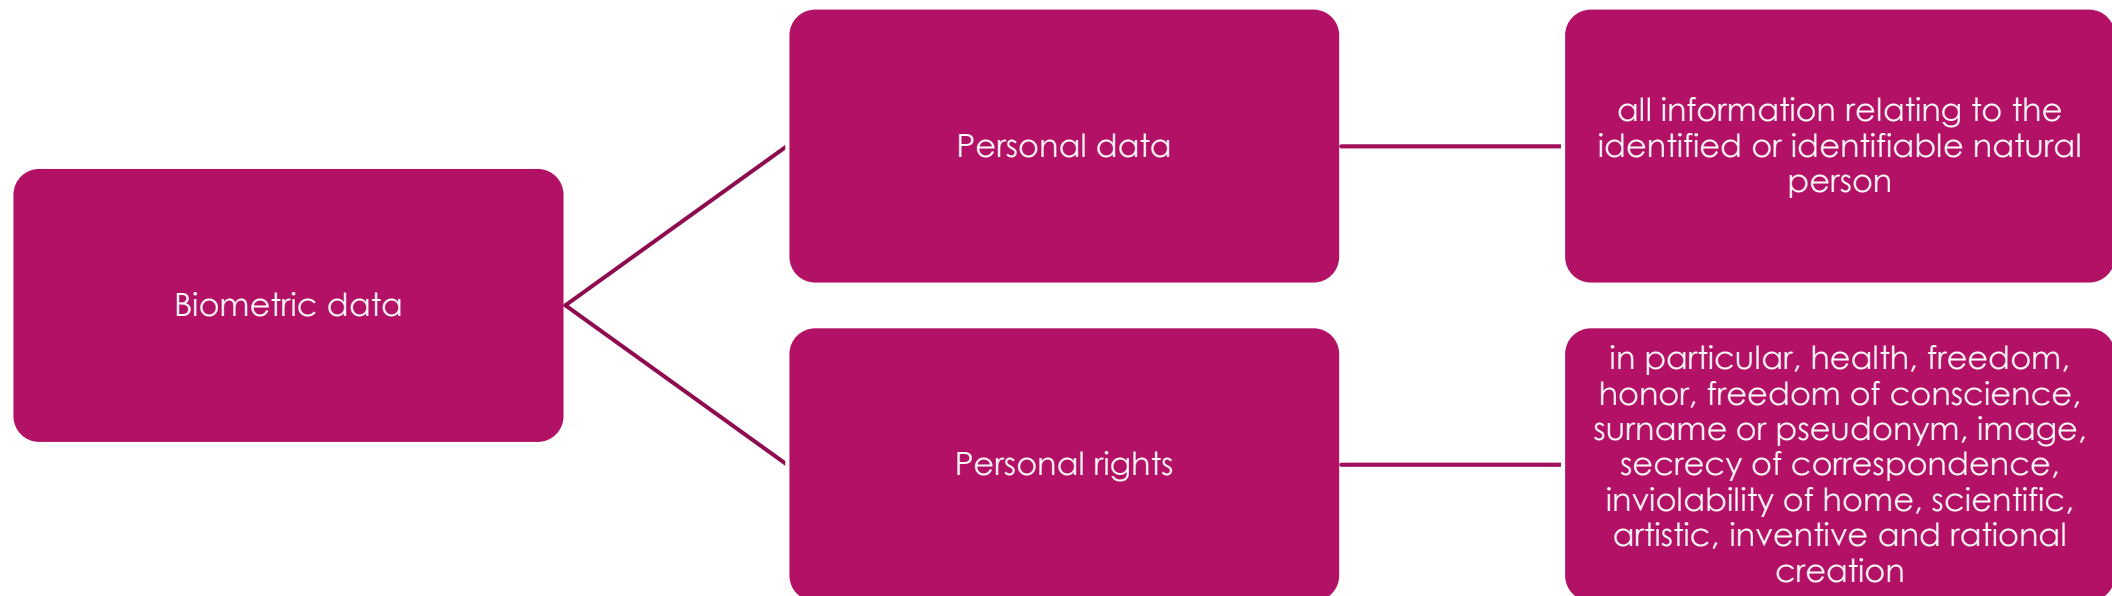 Biometric data
Personal data
all information relating to the
identified or identifiable natural
person
Personal rights
in particular, health, freedom,
honor, freedom of conscience,
surname or pseudonym, image,
secrecy of correspondence,
inviolability of home, scientific,
artistic, inventive and rational
creation